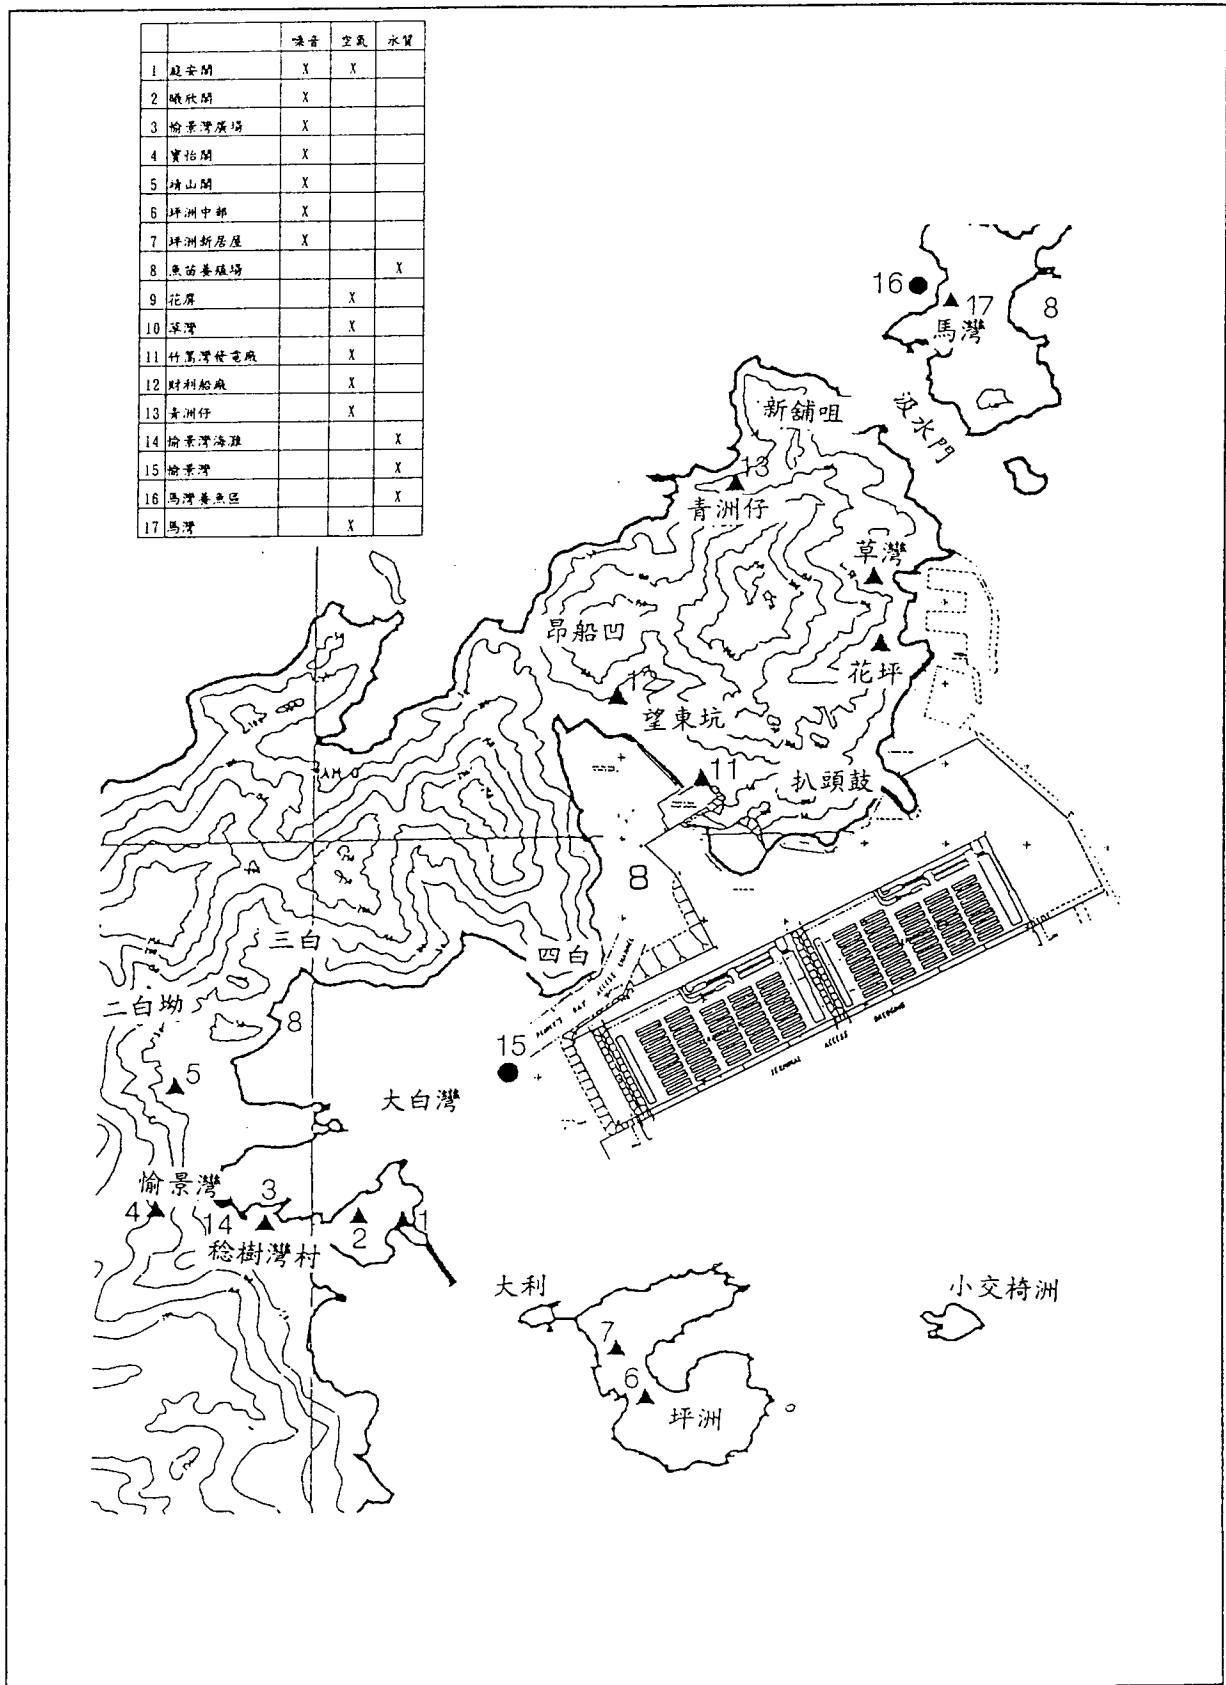 噪音 空氣 水質
1 庭安閣 X X
2 曦欣閣 X
3 愉景灣廣場 X
4 寶怡閣 X
5 靖山閣 X
6 坪洲中部 X
7 坪洲新居屋 X
8 魚苗養殖場 X
9 花屏 X
10 草灣 X
11 竹篙灣發電廠 X
12 財利船廠 X
13 青洲仔 X
14 愉景灣海灘 X
15 愉景灣 X
16 馬灣養魚區 X
17 馬灣 X
16
17
8
馬灣
汲水門
新舖咀
13
青洲仔
草灣
昂船凹
花坪
12
望東坑
11
扒頭鼓
8
三白
四白
二白坳
8
PENNY'S BAY ACCESS CHANNEL
TERMINAL ACCESS
15
5
大白灣
愉景灣
3
4
14
2
1
稔樹灣村
大利
小交椅洲
7
6
坪洲